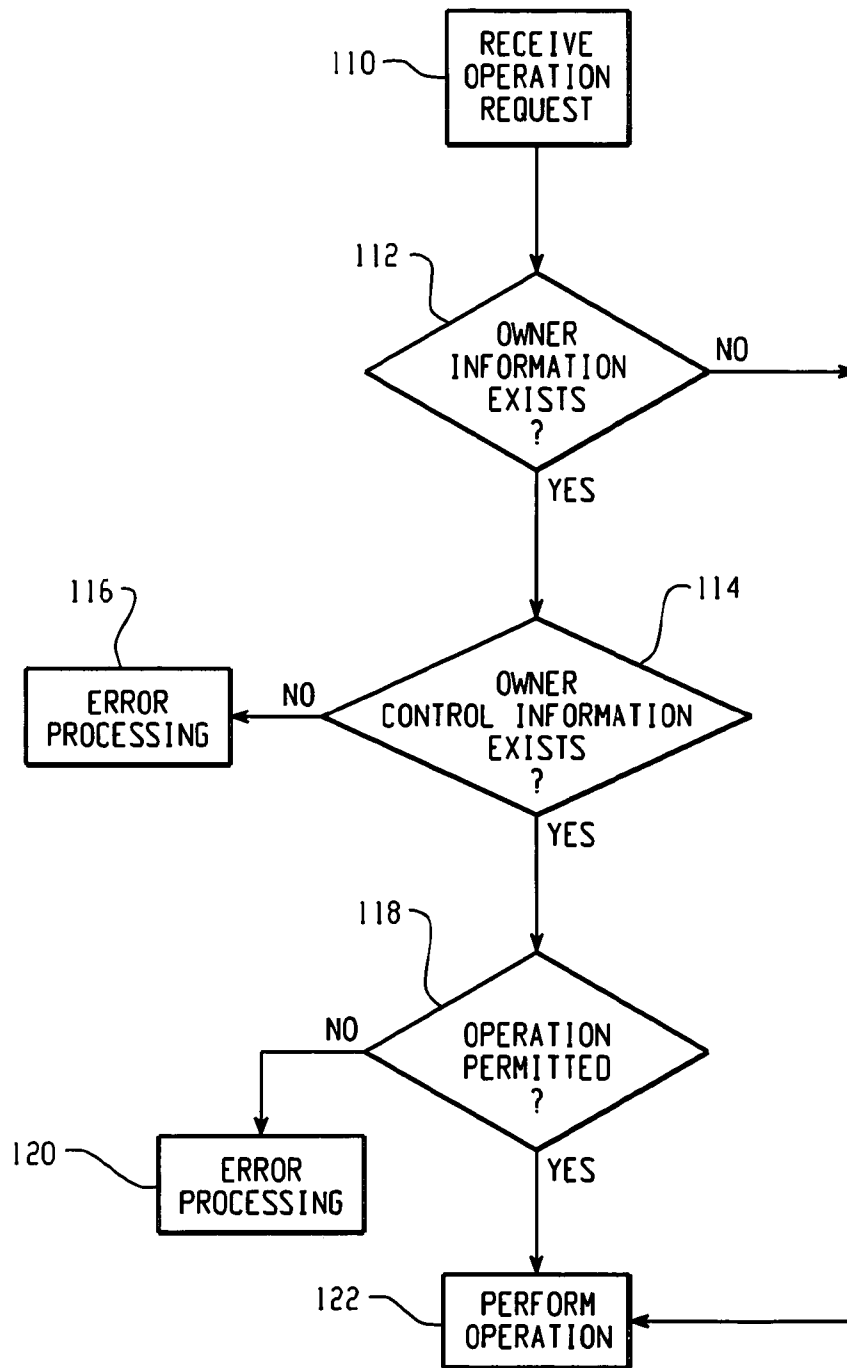 110
RECEIVE
OPERATION
REQUEST
112
OWNER
INFORMATION
EXISTS
?
NO
YES
116
114
ERROR
PROCESSING
NO
OWNER
CONTROL INFORMATION
EXISTS
?
YES
118
NO
OPERATION
PERMITTED
?
120
ERROR
PROCESSING
YES
122
PERFORM
OPERATION